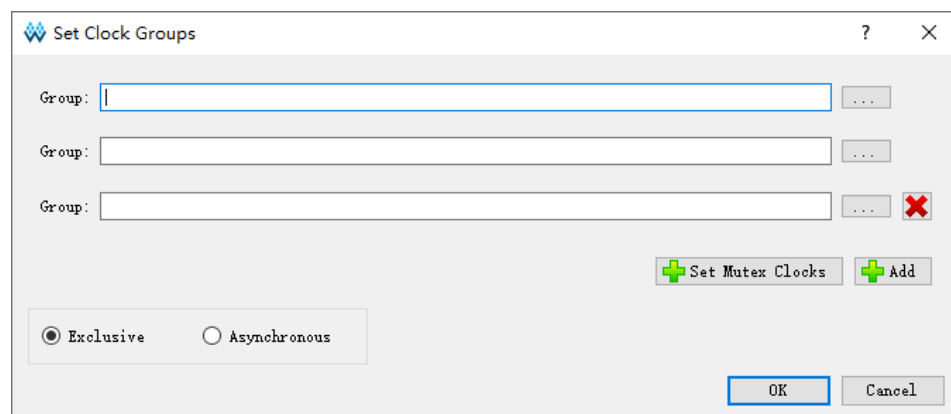 Set Clock Groups ?
Group: ...
Group: ...
Group: ...
Set Mutex Clocks Add
Exclusive Asynchronous
OK Cancel